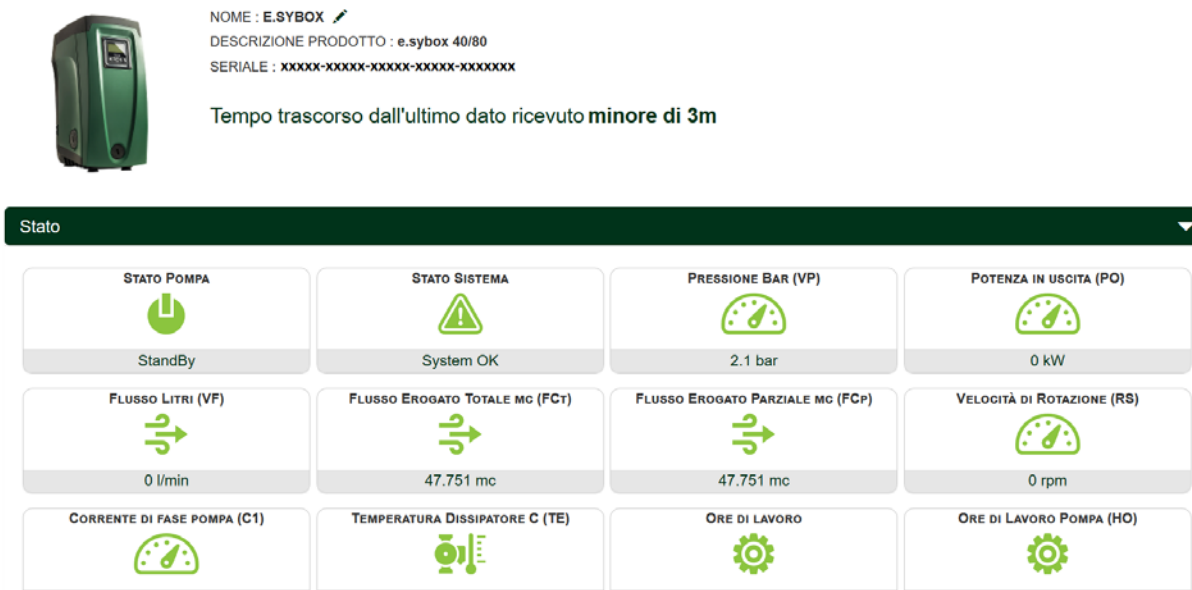 NOME : E.SYBOX
DESCRIZIONE PRODOTTO : e.sybox 40/80
SERIALE : xxxxx-xxxxx-xxxxx-xxxxx-xxxxxxx
Tempo trascorso dall'ultimo dato ricevuto minore di 3m
Stato
STATO POMPA
StandBy
STATO SISTEMA
System OK
PRESSIONE BAR (VP)
2.1 bar
POTENZA IN USCITA (PO)
0 kW
FLUSSO LITRI (VF)
0 l/min
FLUSSO EROGATO TOTALE MC (FCT)
47.751 mc
FLUSSO EROGATO PARZIALE MC (FCP)
47.751 mc
VELOCITÀ DI ROTAZIONE (RS)
0 rpm
CORRENTE DI FASE POMPA (C1)
TEMPERATURA DISSIPATORE C (TE)
ORE DI LAVORO
ORE DI LAVORO POMPA (HO)